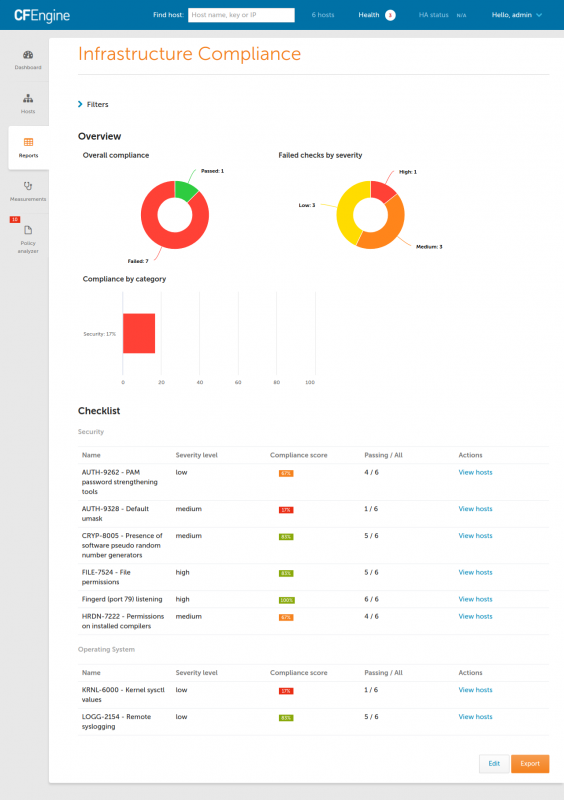 CFEngine
Find host:
Host name, key or IP
6 hosts
Health 3
HA status N/A
Hello, admin
Dashboard
Hosts
Reports
Measurements
18
Policy
analyzer
Infrastructure Compliance
Filters
Overview
Overall compliance
Passed: 1
Failed: 7
Failed checks by severity
High: 1
Low: 3
Medium: 3
Compliance by category
Security: 17%
0 20 40 60 80 100
Checklist
Security
Name Severity level Compliance score Passing / All Actions
AUTH-9262 - PAM low 67% 4 / 6 View hosts
password strengthening
tools
AUTH-9328 - Default medium 17% 1 / 6 View hosts
umask
CRYP-8005 - Presence of medium 83% 5 / 6 View hosts
software pseudo random
number generators
FILE-7524 - File high 83% 5 / 6 View hosts
permissions
Fingerd (port 79) listening high 100% 6 / 6 View hosts
HRDN-7222 - Permissions medium 67% 4 / 6 View hosts
on installed compilers
Operating System
Name Severity level Compliance score Passing / All Actions
KRNL-6000 - Kernel sysctl low 17% 1 / 6 View hosts
values
LOGG-2154 - Remote low 83% 5 / 6 View hosts
syslogging
Edit
Export